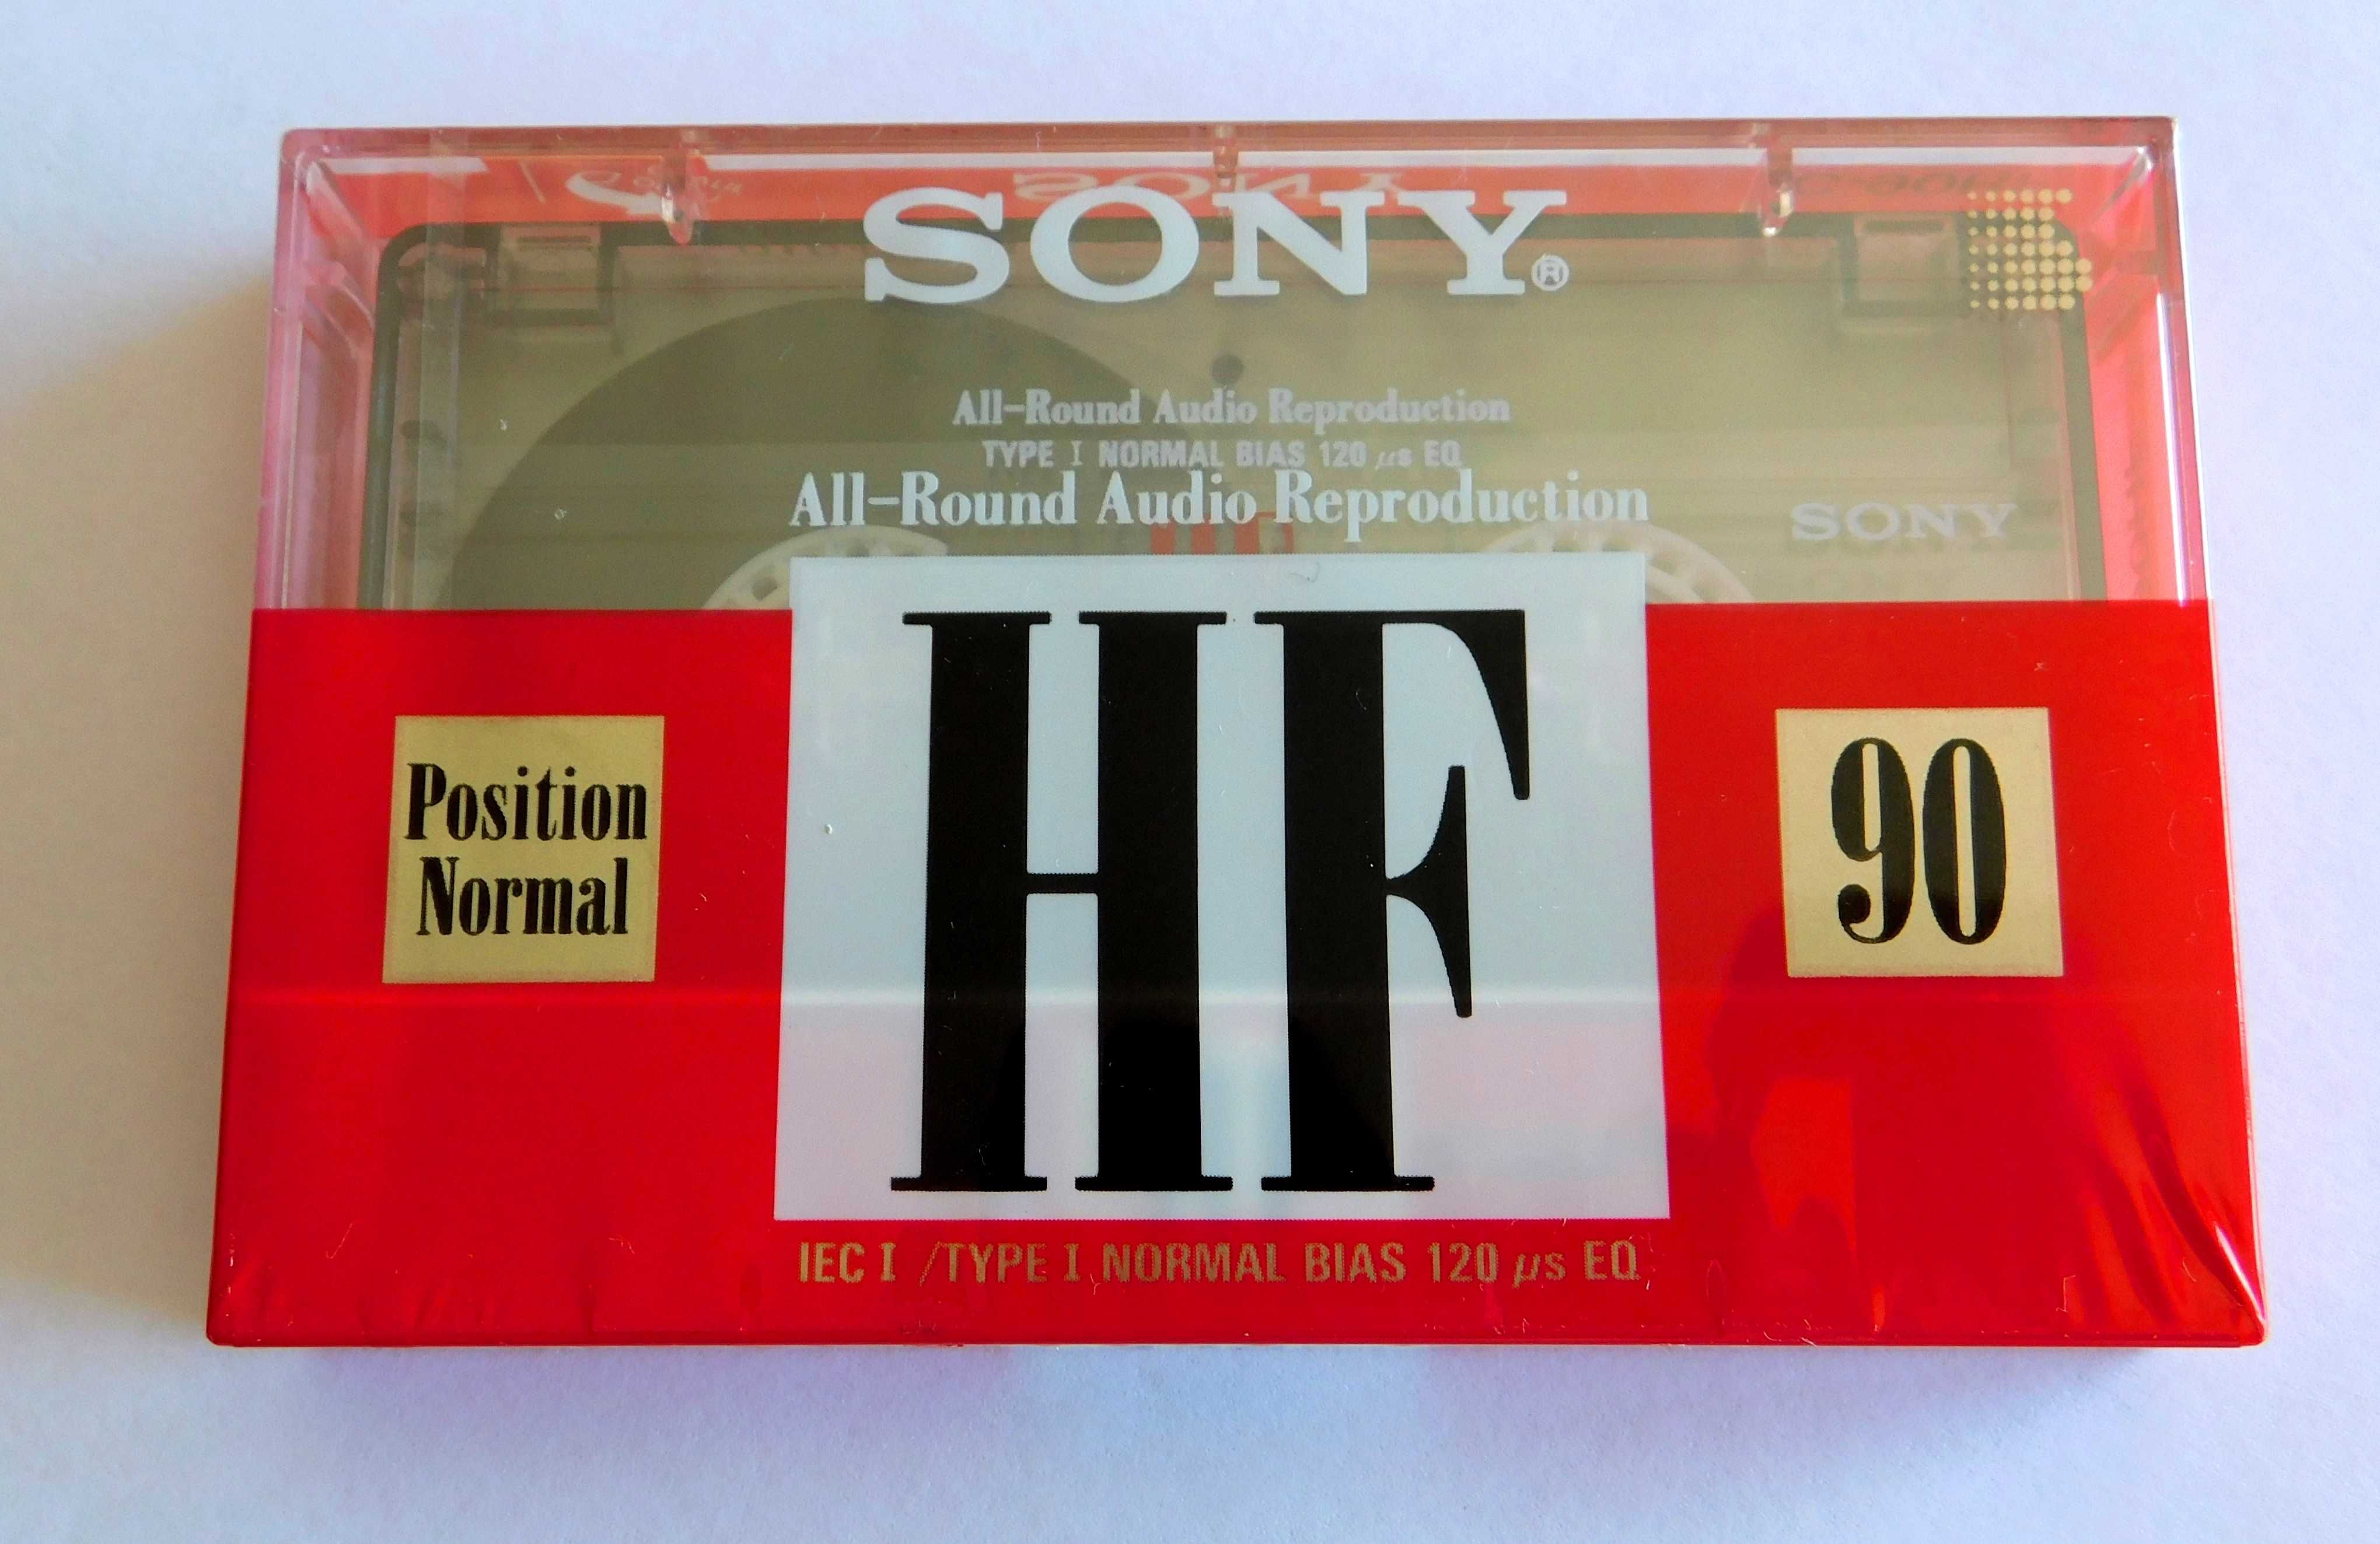 SONY®
All-Round Audio Reproduction
TYPE I NORMAL BIAS 120 µs EQ
All-Round Audio Reproduction
SONY
HF
Position
Normal
90
IEC I /TYPE I NORMAL BIAS 120 µs EQ